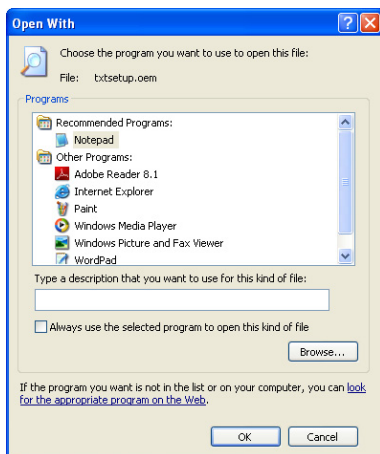 Open With
Choose the program you want to use to open this file:
File: txtsetup.oem
Programs
Recommended Programs:
Notepad
Other Programs:
Adobe Reader 8.1
Internet Explorer
Paint
Windows Media Player
Windows Picture and Fax Viewer
WordPad
Type a description that you want to use for this kind of file:
Always use the selected program to open this kind of file
Browse...
If the program you want is not in the list or on your computer, you can look
for the appropriate program on the Web.
OK Cancel